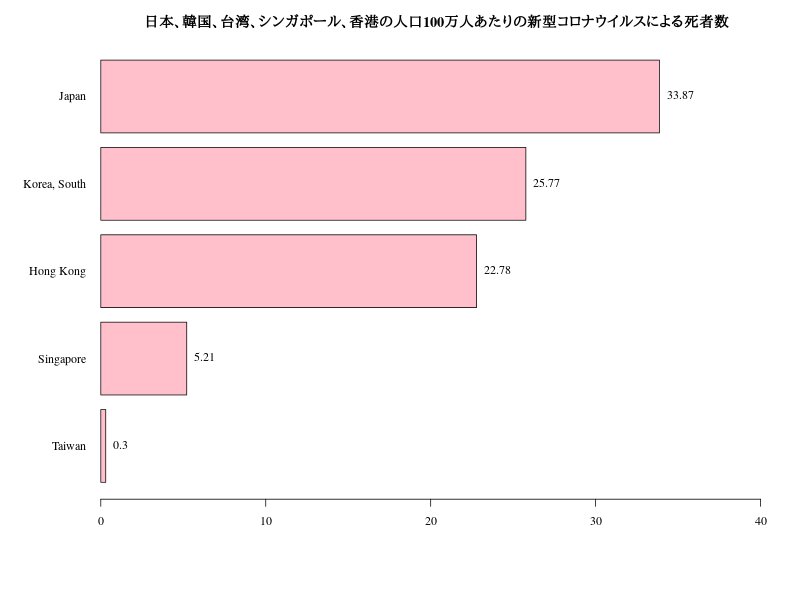 日本、韓国、台湾、シンガポール、香港の人口100万人あたりの新型コロナウイルスによる死者数
Japan 33.87
Korea, South 25.77
Hong Kong 22.78
Singapore 5.21
Taiwan 0.3
0 10 20 30 40